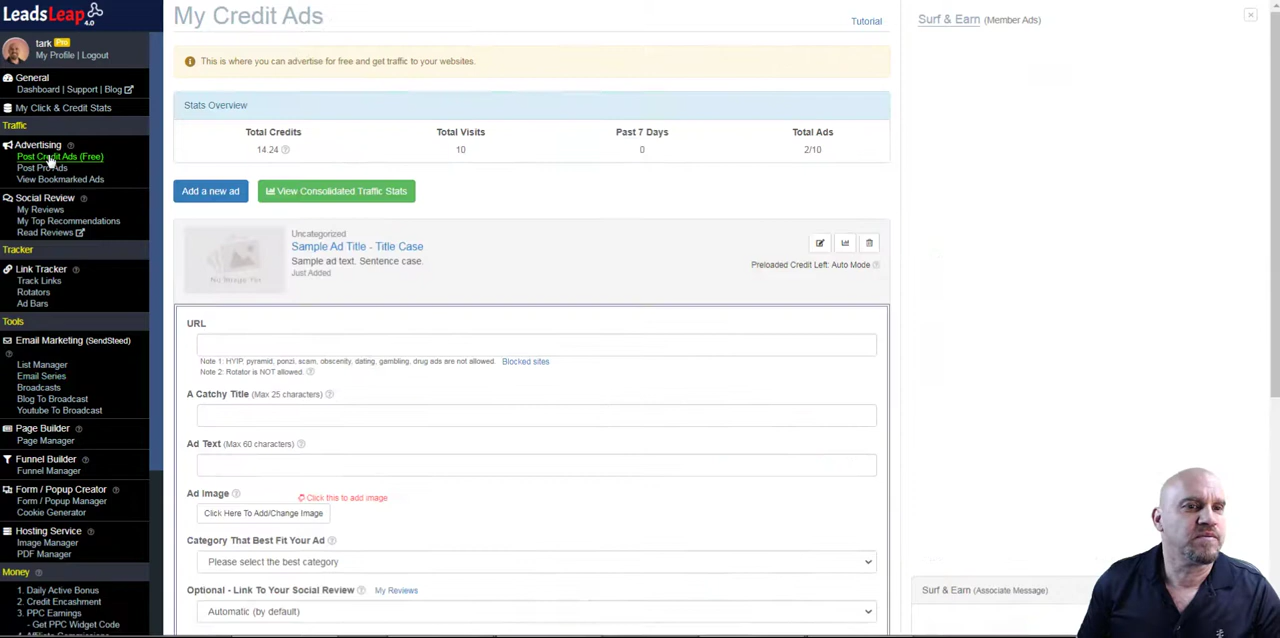 LeadsLeap 4.0
tark Pro
My Profile | Logout
General
Dashboard | Support | Blog
My Click & Credit Stats
Traffic
Advertising
Post Credit Ads (Free)
Post Pro Ads
View Bookmarked Ads
Social Review
My Reviews
My Top Recommendations
Read Reviews
Tracker
Link Tracker
Track Links
Rotators
Ad Bars
Tools
Email Marketing (SendSteed)
List Manager
Email Series
Broadcasts
Blog To Broadcast
Youtube To Broadcast
Page Builder
Page Manager
Funnel Builder
Funnel Manager
Form / Popup Creator
Form / Popup Manager
Cookie Generator
Hosting Service
Image Manager
PDF Manager
Money
1. Daily Active Bonus
2. Credit Encashment
3. PPC Earnings
- Get PPC Widget Code
4. Affiliate Commissions
My Credit Ads
Tutorial
This is where you can advertise for free and get traffic to your websites.
Stats Overview
Total Credits Total Visits Past 7 Days Total Ads
14.24 10 0 2/10
Add a new ad View Consolidated Traffic Stats
No Image Yet
Uncategorized
Sample Ad Title - Title Case
Sample ad text. Sentence case.
Just Added
Preloaded Credit Left: Auto Mode
URL
Note 1: HYIP, pyramid, ponzi, scam, obscenity, dating, gambling, drug ads are not allowed. Blocked sites
Note 2: Rotator is NOT allowed.
A Catchy Title (Max 25 characters)
Ad Text (Max 60 characters)
Ad Image
Click this to add image
Click Here To Add/Change Image
Category That Best Fit Your Ad
Please select the best category
Optional - Link To Your Social Review My Reviews
Automatic (by default)
Surf & Earn (Member Ads)
Surf & Earn (Associate Message)